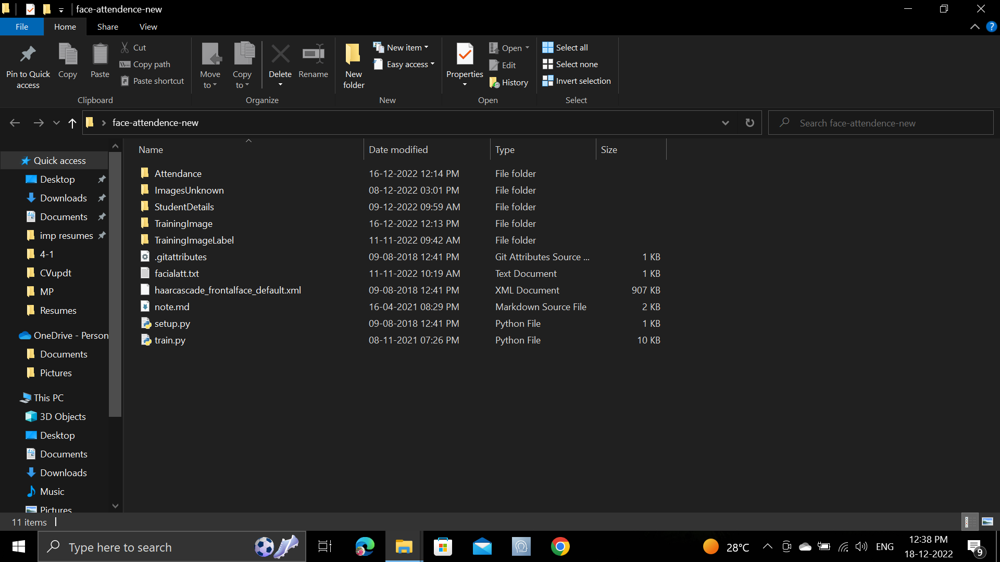 face-attendence-new
File Home Share View
Pin to Quick access
Copy
Paste
Cut
Copy path
Paste shortcut
Clipboard
Move to
Copy to
Delete
Rename
Organize
New folder
New item
Easy access
New
Properties
Open
Edit
History
Open
Select all
Select none
Invert selection
Select
face-attendence-new
Search face-attendence-new
Quick access
Desktop
Downloads
Documents
imp resumes
4-1
CVupdt
MP
Resumes
OneDrive - Person
Documents
Pictures
This PC
3D Objects
Desktop
Documents
Downloads
Music
Pictures
Name Date modified Type Size
Attendance 16-12-2022 12:14 PM File folder
ImagesUnknown 08-12-2022 03:01 PM File folder
StudentDetails 09-12-2022 09:59 AM File folder
TrainingImage 16-12-2022 12:13 PM File folder
TrainingImageLabel 11-11-2022 09:42 AM File folder
.gitattributes 09-08-2018 12:41 PM Git Attributes Source ... 1 KB
facialatt.txt 11-11-2022 10:19 AM Text Document 1 KB
haarcascade_frontalface_default.xml 09-08-2018 12:41 PM XML Document 907 KB
note.md 16-04-2021 08:29 PM Markdown Source File 2 KB
setup.py 09-08-2018 12:41 PM Python File 1 KB
train.py 08-11-2021 07:26 PM Python File 10 KB
11 items
Type here to search
28°C
ENG
12:38 PM
18-12-2022
9